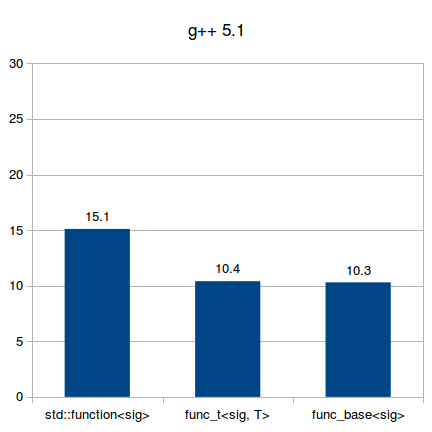 g++ 5.1
30
25
20
15
10
5
0
15.1
10.4
10.3
std::function<sig>
func_t<sig, T>
func_base<sig>